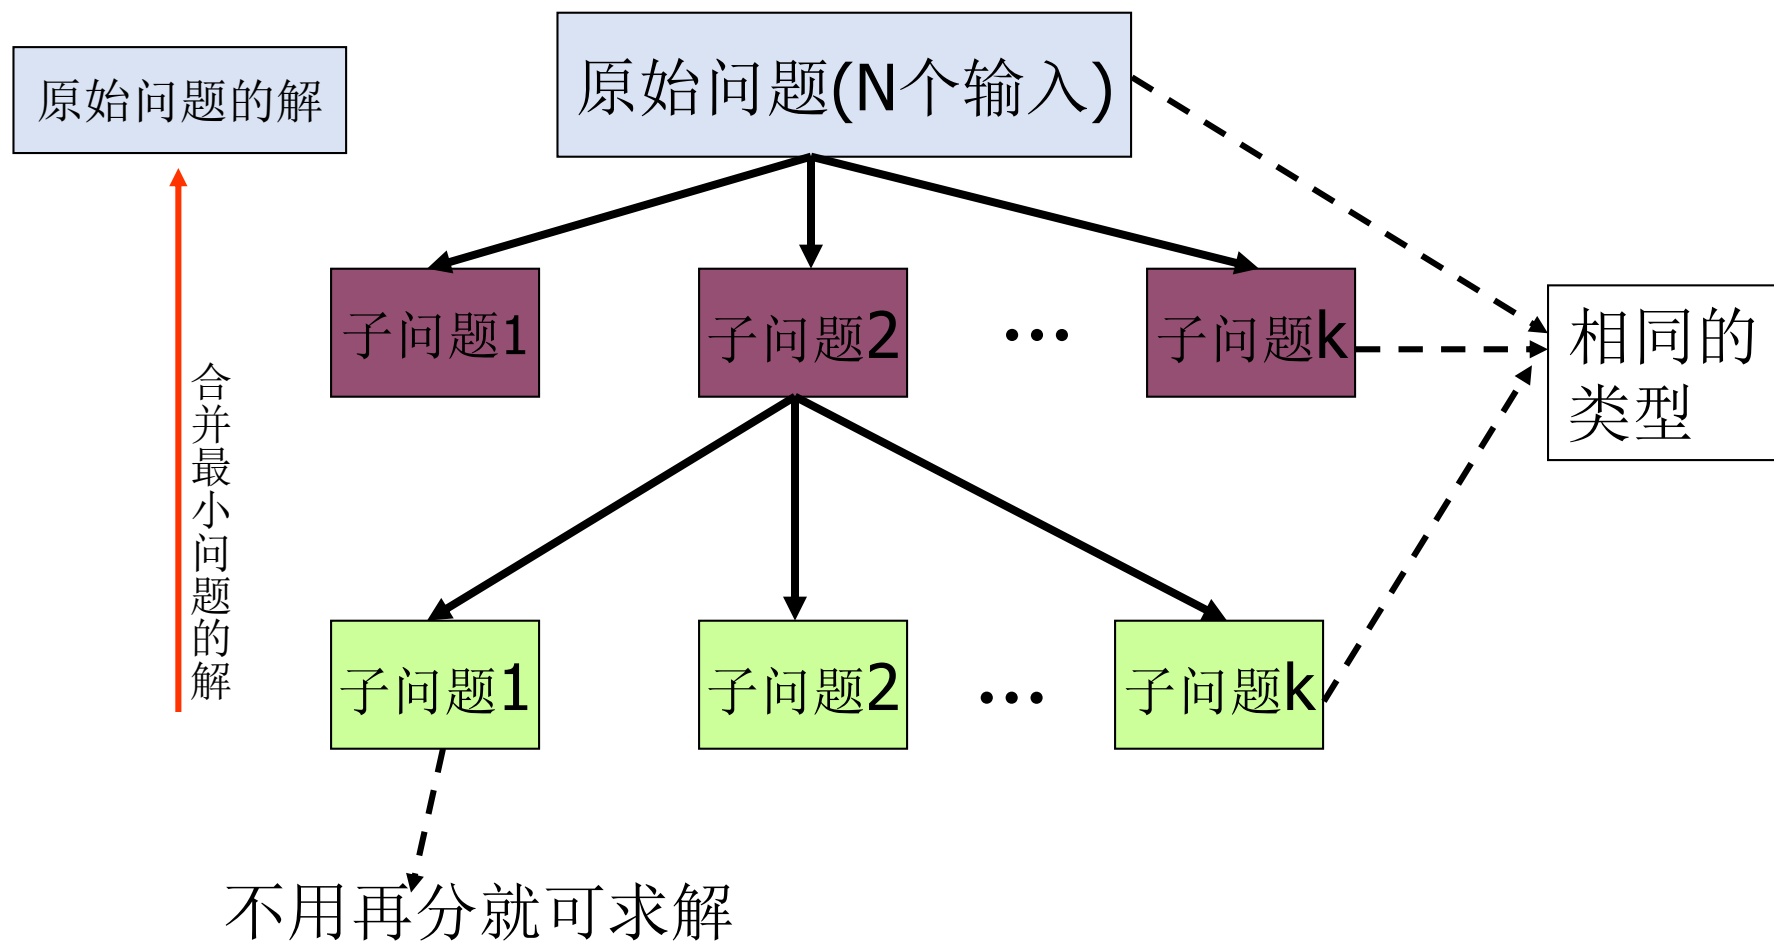 原始问题的解
原始问题(N个输入)
子问题1
子问题2
...
子问题k
相同的
类型
合并最小问题的解
子问题1
子问题2
...
子问题k
不用再分就可求解